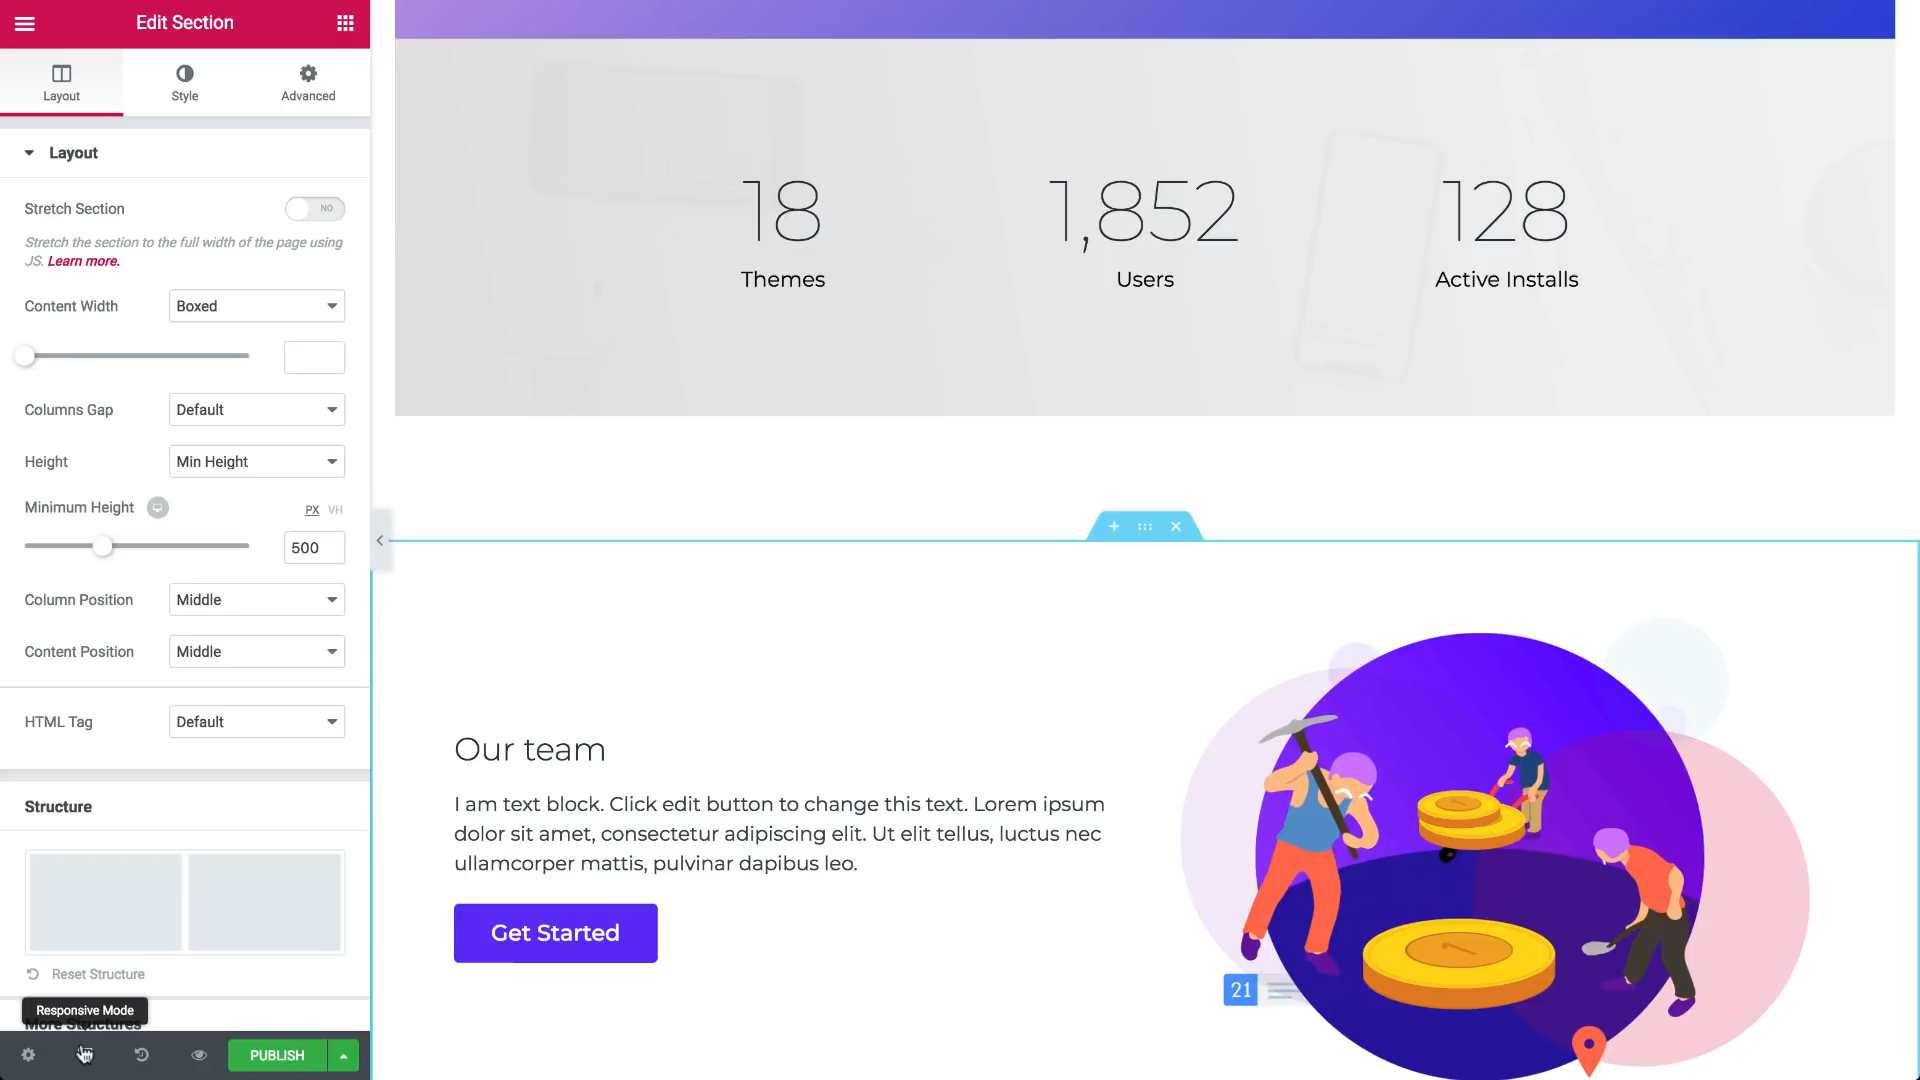 Edit Section
Layout
Style
Advanced
Layout
Stretch Section
NO
Stretch the section to the full width of the page using
JS. Learn more.
Content Width
Boxed
Columns Gap
Default
Height
Min Height
Minimum Height
PX VH
500
Column Position
Middle
Content Position
Middle
HTML Tag
Default
Structure
Reset Structure
Responsive Mode
More Structures
PUBLISH
18
Themes
1,852
Users
128
Active Installs
Our team
I am text block. Click edit button to change this text. Lorem ipsum
dolor sit amet, consectetur adipiscing elit. Ut elit tellus, luctus nec
ullamcorper mattis, pulvinar dapibus leo.
Get Started
21